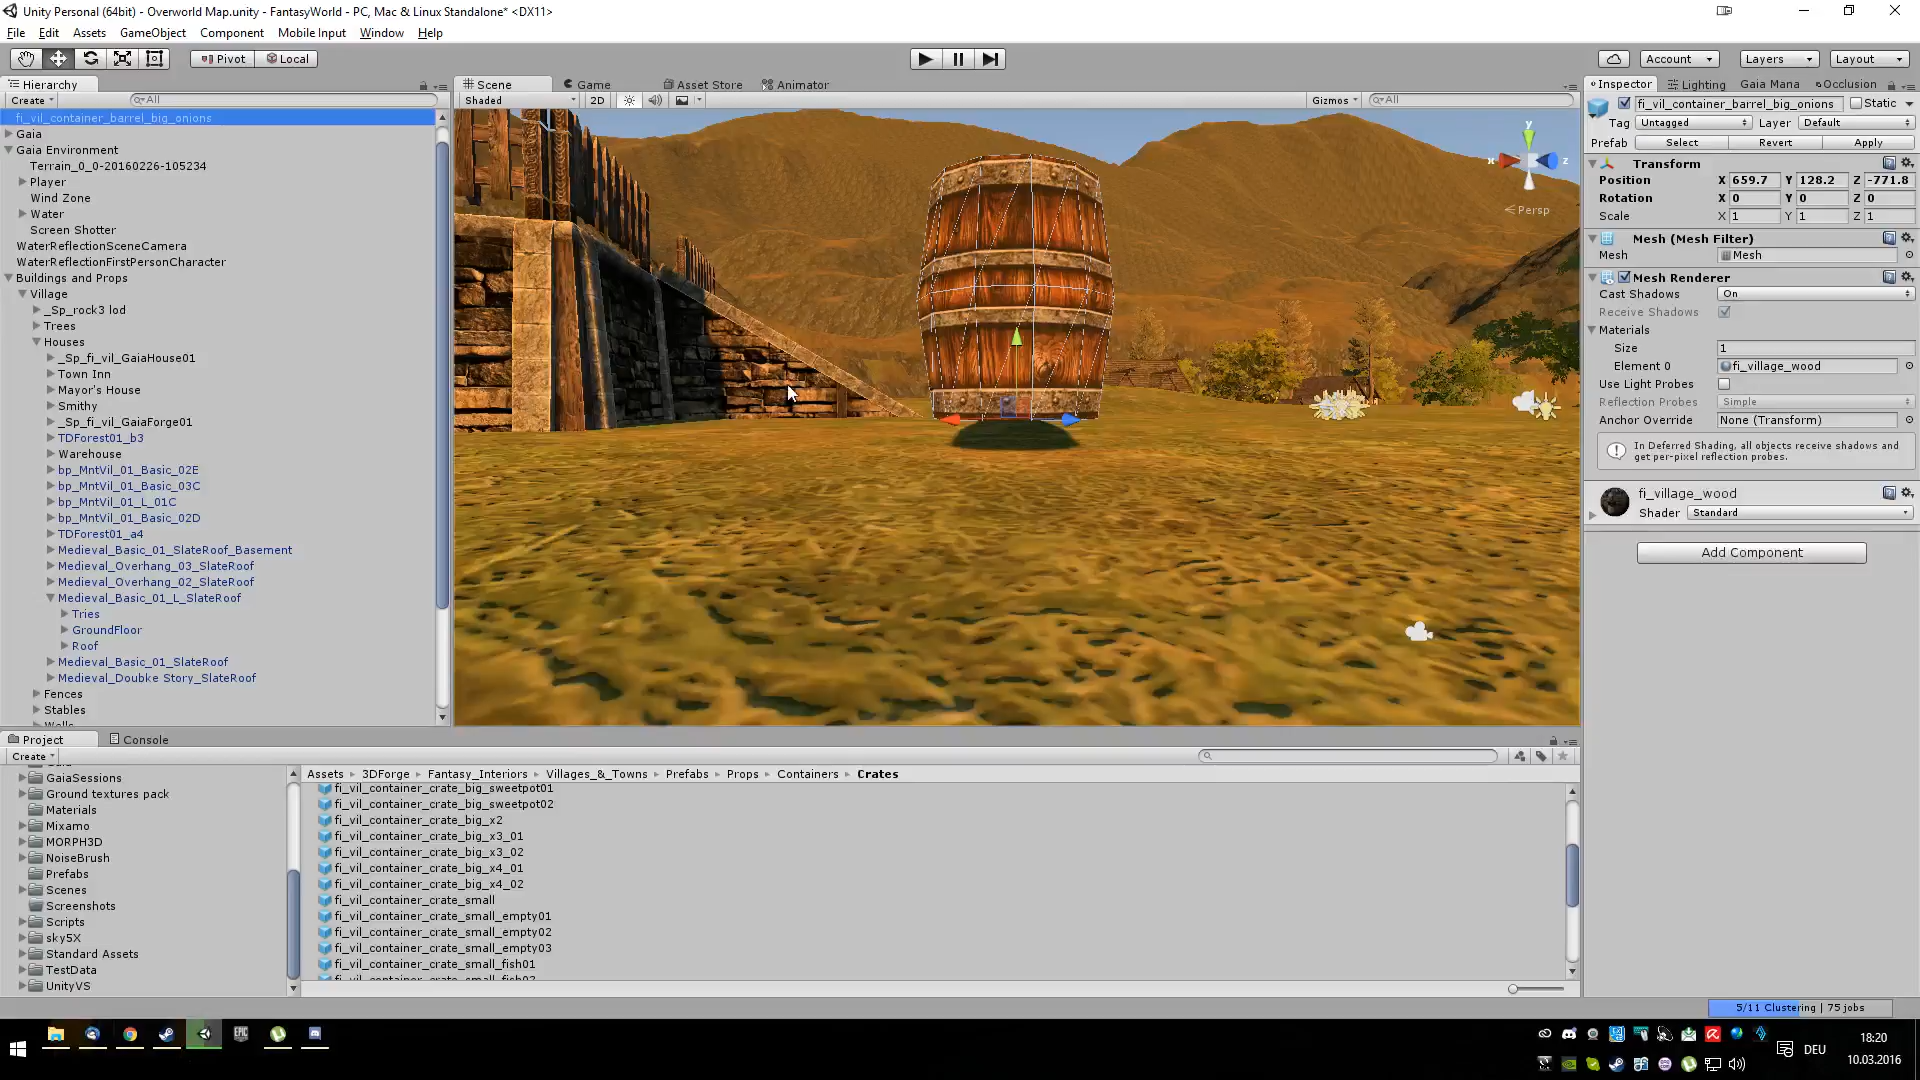 Unity Personal (64bit) - Overworld Map.unity - FantasyWorld - PC, Mac & Linux Standalone* <DX11>
File Edit Assets GameObject Component Mobile Input Window Help
Pivot Local Account Layers Layout
Hierarchy
Create All
fi_vil_container_barrel_big_onions
Gaia
Gaia Environment
Terrain_0_0-20160226-105234
Player
Wind Zone
Water
Screen Shotter
WaterReflectionSceneCamera
WaterReflectionFirstPersonCharacter
Buildings and Props
Village
_Sp_rock3 lod
Trees
Houses
_Sp_fi_vil_GaiaHouse01
Town Inn
Mayor's House
Smithy
_Sp_fi_vil_GaiaForge01
TDForest01_b3
Warehouse
bp_MntVil_01_Basic_02E
bp_MntVil_01_Basic_03C
bp_MntVil_01_L_01C
bp_MntVil_01_Basic_02D
TDForest01_a4
Medieval_Basic_01_SlateRoof_Basement
Medieval_Overhang_03_SlateRoof
Medieval_Overhang_02_SlateRoof
Medieval_Basic_01_L_SlateRoof
Tries
GroundFloor
Roof
Medieval_Basic_01_SlateRoof
Medieval_Doubke Story_SlateRoof
Fences
Stables
Scene Game Asset Store Animator
Shaded 2D Gizmos All
y
x z
Persp
Inspector Lighting Gaia Mana Occlusion
fi_vil_container_barrel_big_onions Static
Tag Untagged Layer Default
Prefab Select Revert Apply
Transform
Position X 659.7 Y 128.2 Z -771.8
Rotation X 0 Y 0 Z 0
Scale X 1 Y 1 Z 1
Mesh (Mesh Filter)
Mesh Mesh
Mesh Renderer
Cast Shadows On
Receive Shadows
Materials
Size 1
Element 0 fi_village_wood
Use Light Probes
Reflection Probes Simple
Anchor Override None (Transform)
In Deferred Shading, all objects receive shadows and
get per-pixel reflection probes.
fi_village_wood
Shader Standard
Add Component
Project Console
Create
GaiaSessions
Ground textures pack
Materials
Mixamo
MORPH3D
NoiseBrush
Prefabs
Scenes
Screenshots
Scripts
sky5X
Standard Assets
TestData
UnityVS
Assets 3DForge Fantasy_Interiors Villages_&_Towns Prefabs Props Containers Crates
fi_vil_container_crate_big_sweetpot01
fi_vil_container_crate_big_sweetpot02
fi_vil_container_crate_big_x2
fi_vil_container_crate_big_x3_01
fi_vil_container_crate_big_x3_02
fi_vil_container_crate_big_x4_01
fi_vil_container_crate_big_x4_02
fi_vil_container_crate_small
fi_vil_container_crate_small_empty01
fi_vil_container_crate_small_empty02
fi_vil_container_crate_small_empty03
fi_vil_container_crate_small_fish01
5/11 Clustering | 75 jobs
EPIC
DEU
18:20
10.03.2016